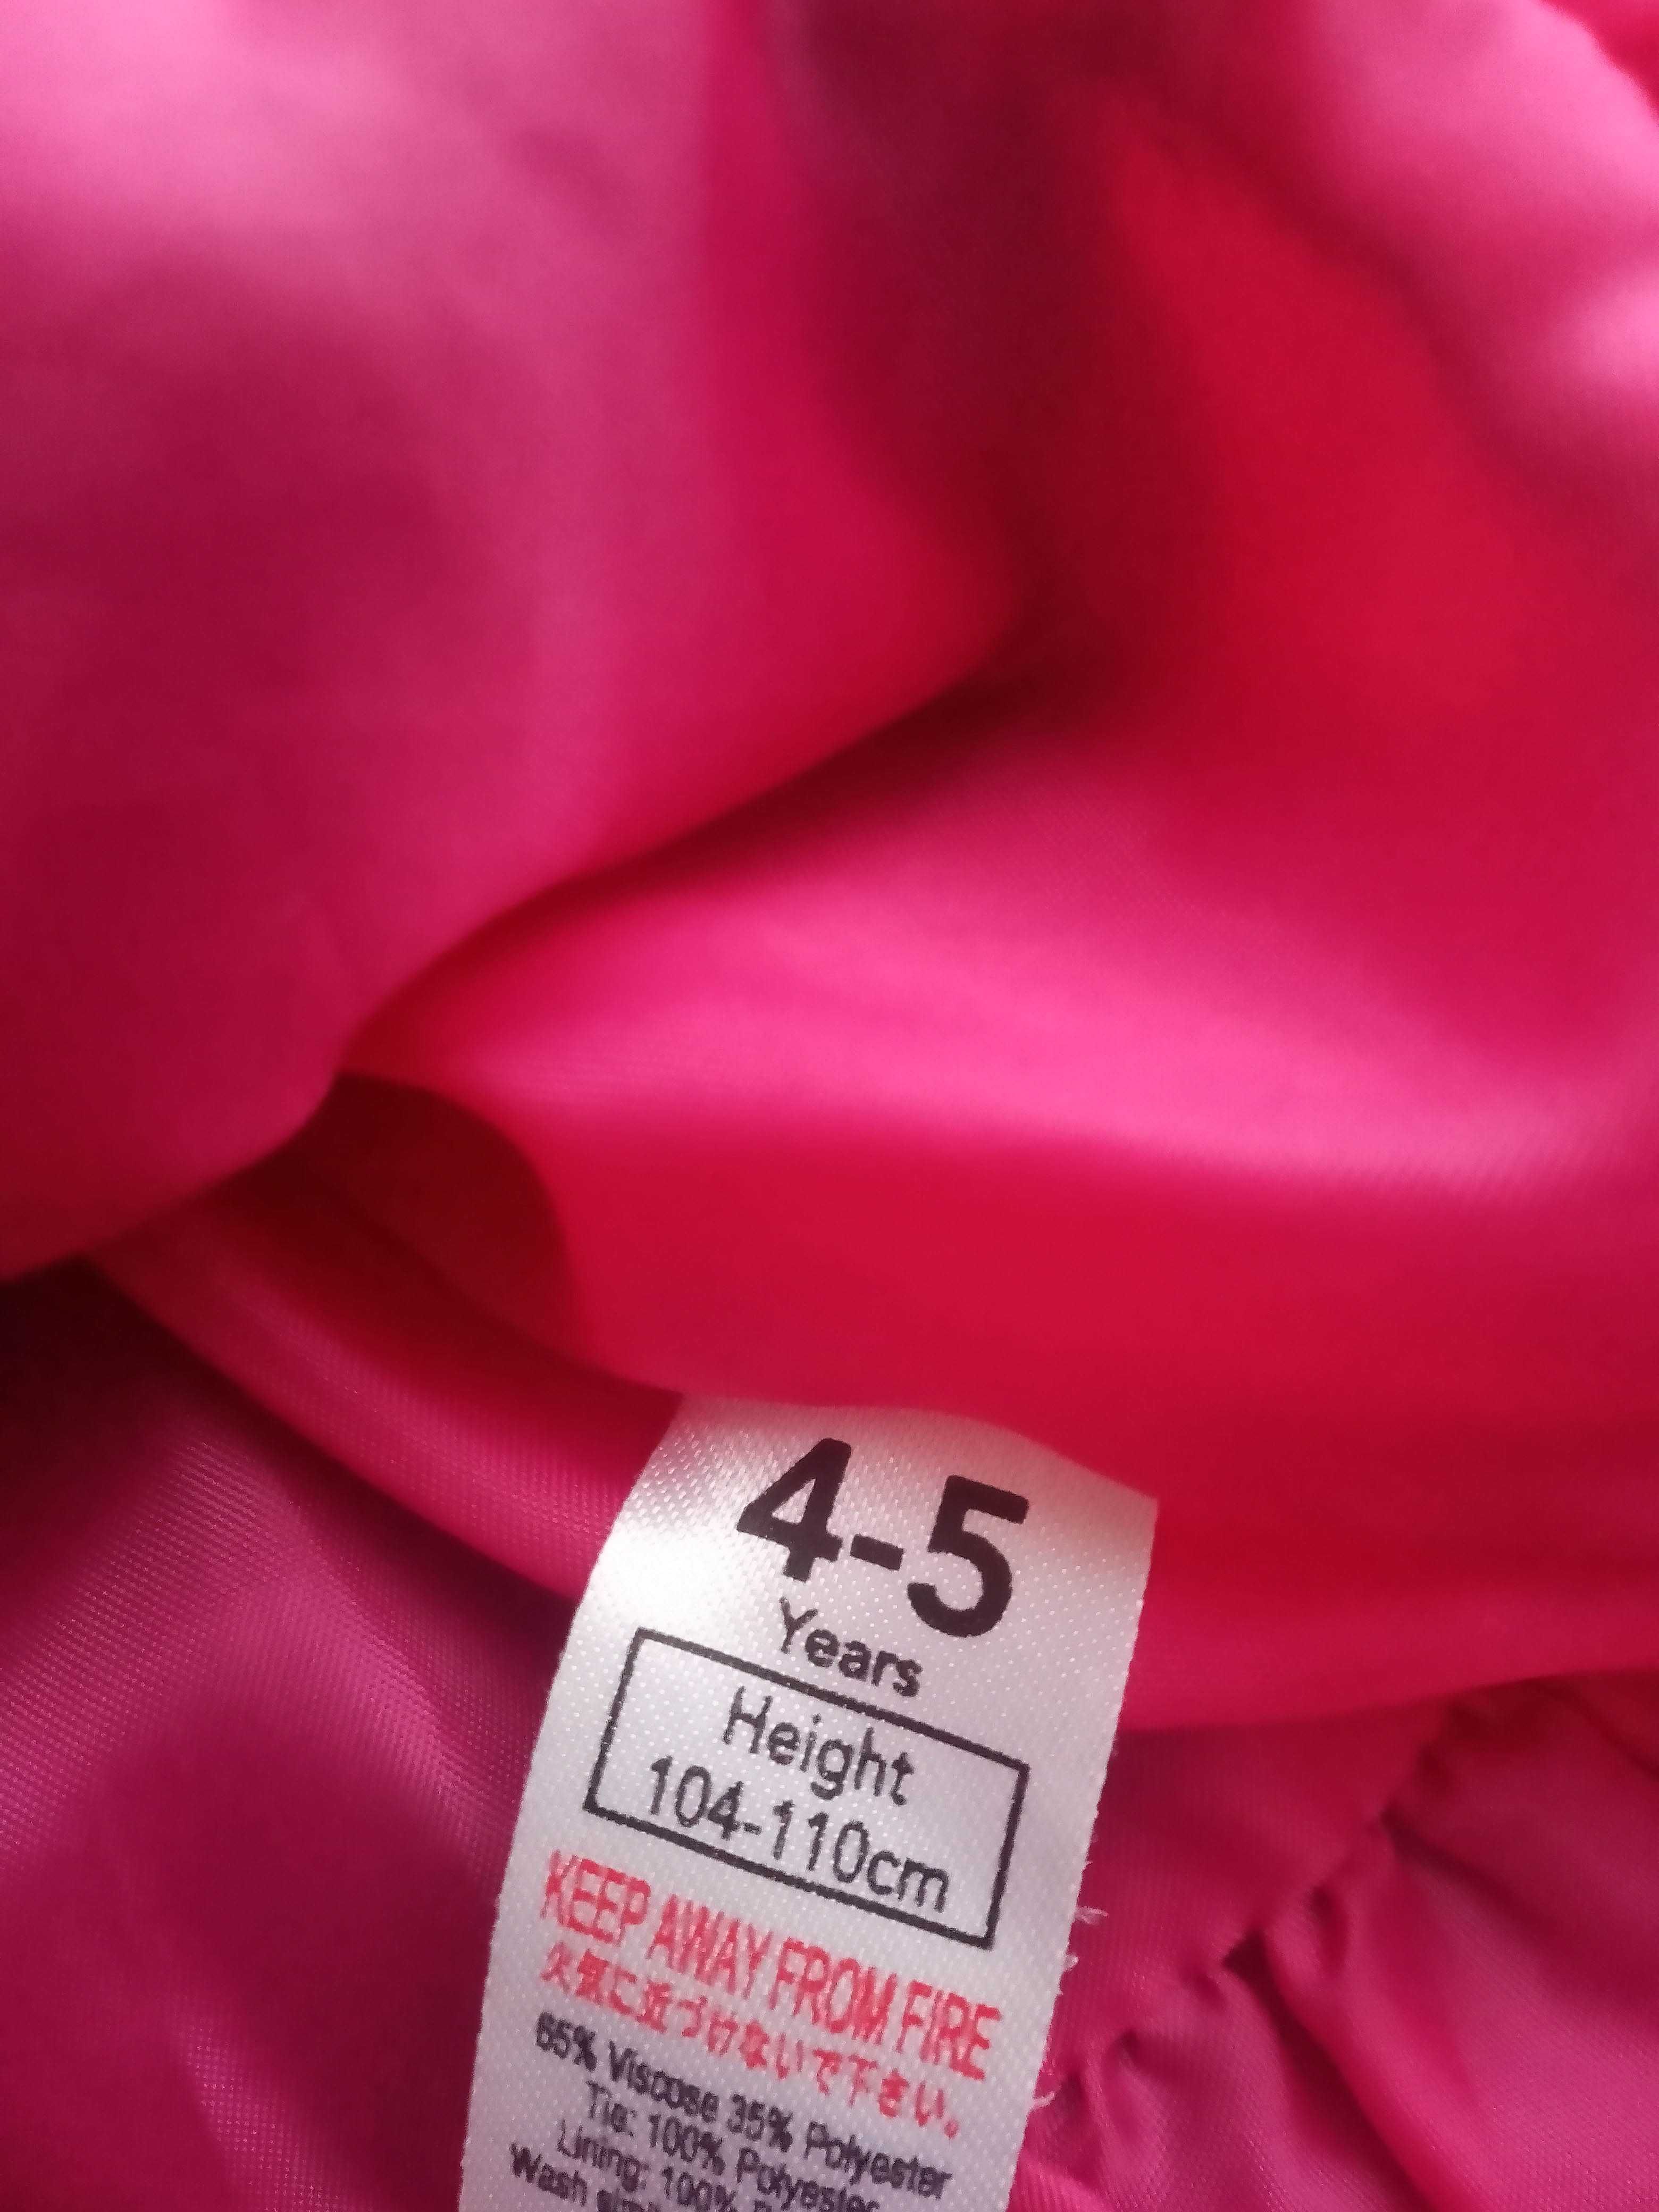 4-5
Years
Height
104-110cm
KEEP AWAY FROM FIRE
火気に近づけないで下さい。
65% Viscose 35% Polyester
Tie: 100% Polyester
Lining: 100% Polyester
Wash